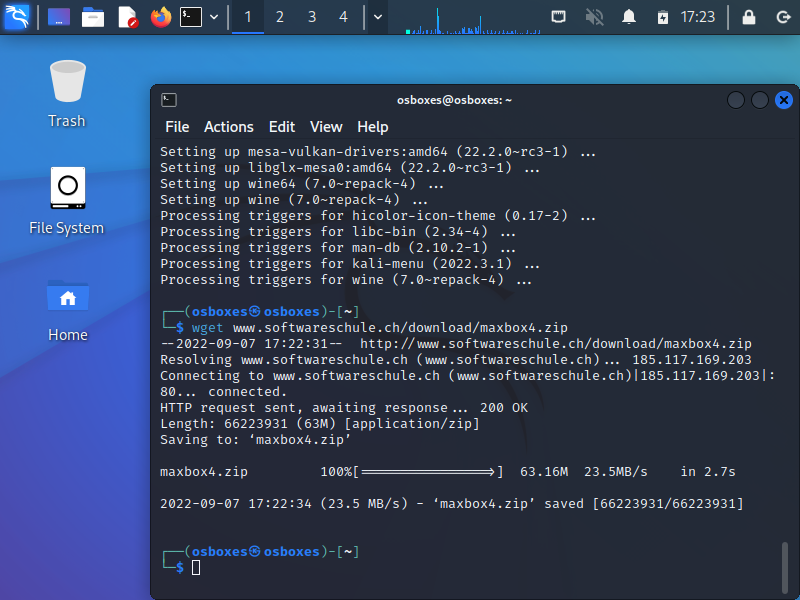 1 2 3 4 17:23
Trash
File System
Home
osboxes@osboxes: ~
File Actions Edit View Help
Setting up mesa-vulkan-drivers:amd64 (22.2.0~rc3-1) ...
Setting up libglx-mesa0:amd64 (22.2.0~rc3-1) ...
Setting up wine64 (7.0~repack-4) ...
Setting up wine (7.0~repack-4) ...
Processing triggers for hicolor-icon-theme (0.17-2) ...
Processing triggers for libc-bin (2.34-4) ...
Processing triggers for man-db (2.10.2-1) ...
Processing triggers for kali-menu (2022.3.1) ...
Processing triggers for wine (7.0~repack-4) ...
┌──(osboxes㉿osboxes)-[~]
└─$ wget www.softwareschule.ch/download/maxbox4.zip
--2022-09-07 17:22:31--  http://www.softwareschule.ch/download/maxbox4.zip
Resolving www.softwareschule.ch (www.softwareschule.ch)... 185.117.169.203
Connecting to www.softwareschule.ch (www.softwareschule.ch)|185.117.169.203|:
80... connected.
HTTP request sent, awaiting response... 200 OK
Length: 66223931 (63M) [application/zip]
Saving to: ‘maxbox4.zip’
maxbox4.zip 100%[=================>] 63.16M 23.5MB/s in 2.7s
2022-09-07 17:22:34 (23.5 MB/s) - ‘maxbox4.zip’ saved [66223931/66223931]
┌──(osboxes㉿osboxes)-[~]
└─$